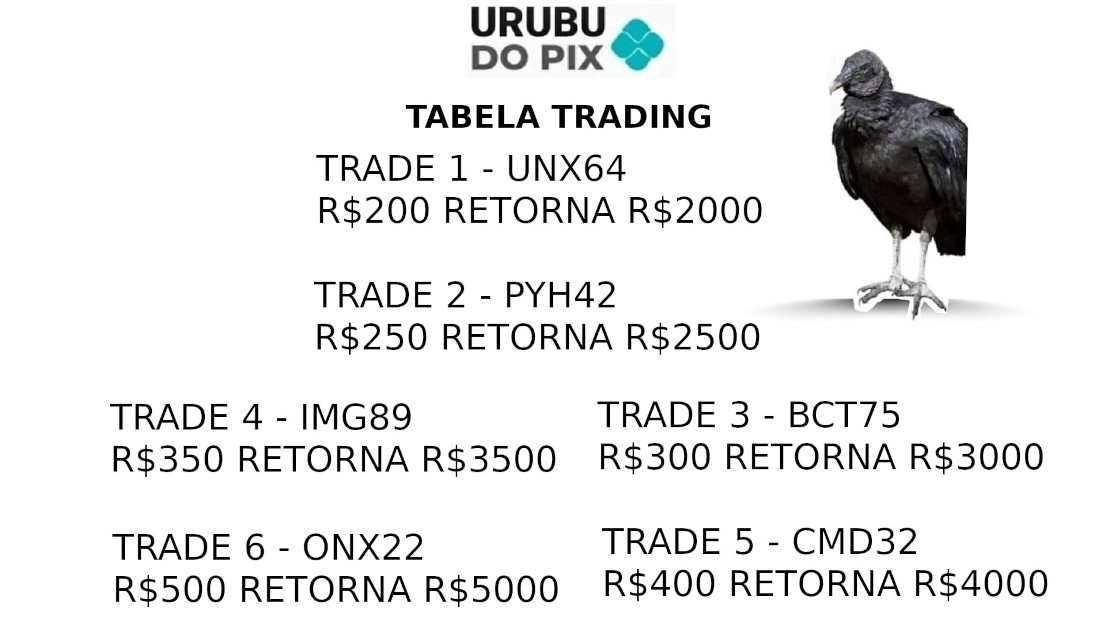 URUBU
DO PIX
TABELA TRADING
TRADE 1 - UNX64
R$200 RETORNA R$2000
TRADE 2 - PYH42
R$250 RETORNA R$2500
TRADE 4 - IMG89
R$350 RETORNA R$3500
TRADE 3 - BCT75
R$300 RETORNA R$3000
TRADE 6 - ONX22
R$500 RETORNA R$5000
TRADE 5 - CMD32
R$400 RETORNA R$4000